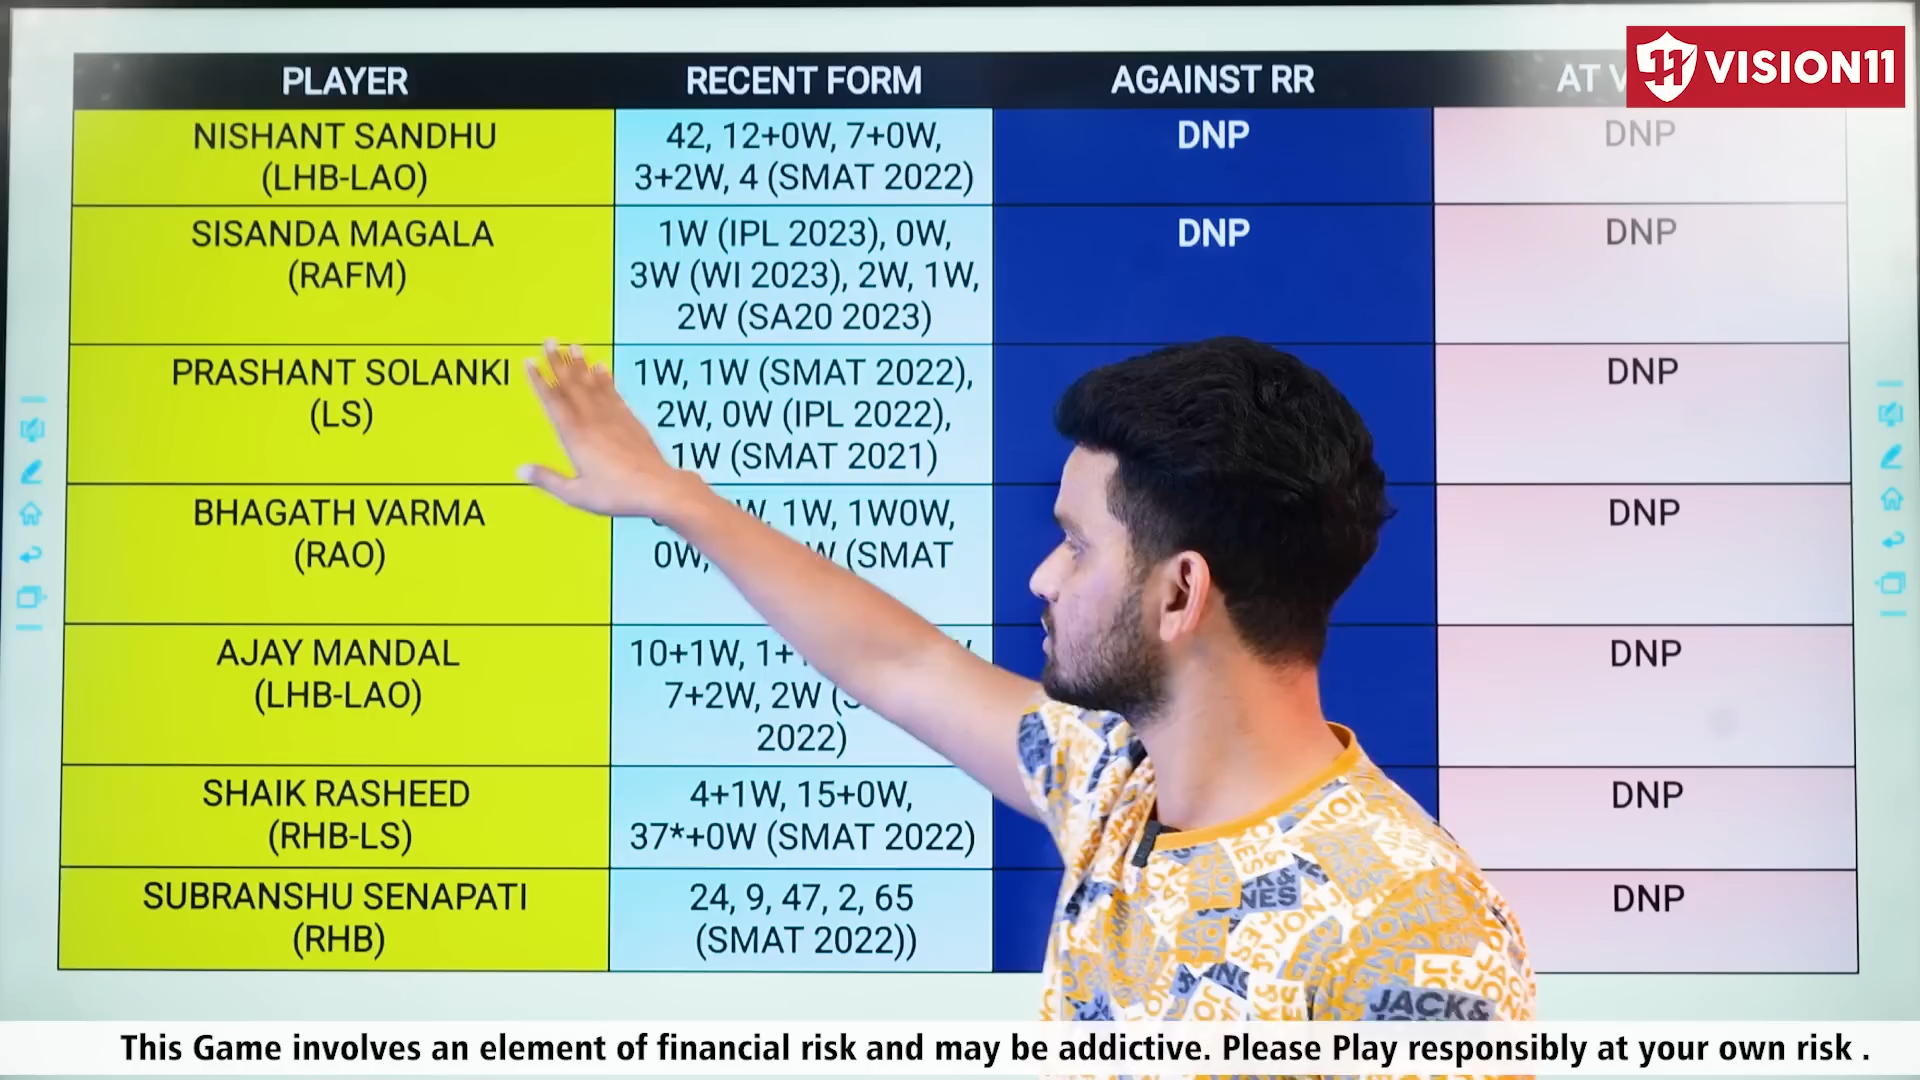 11 VISION11
PLAYER RECENT FORM AGAINST RR AT
NISHANT SANDHU
(LHB-LAO)
42, 12+0W, 7+0W,
3+2W, 4 (SMAT 2022)
DNP
DNP
SISANDA MAGALA
(RAFM)
1W (IPL 2023), 0W,
3W (WI 2023), 2W, 1W,
2W (SA20 2023)
DNP
DNP
PRASHANT SOLANKI
(LS)
1W, 1W (SMAT 2022),
2W, 0W (IPL 2022),
1W (SMAT 2021)
DNP
BHAGATH VARMA
(RAO)
1W, 1W0W,
0W, (SMAT
DNP
AJAY MANDAL
(LHB-LAO)
10+1W,
7+2W, 2W
2022)
DNP
SHAIK RASHEED
(RHB-LS)
4+1W, 15+0W,
37*+0W (SMAT 2022)
DNP
SUBRANSHU SENAPATI
(RHB)
24, 9, 47, 2, 65
(SMAT 2022))
DNP
JACK&
JONES
This Game involves an element of financial risk and may be addictive. Please Play responsibly at your own risk .